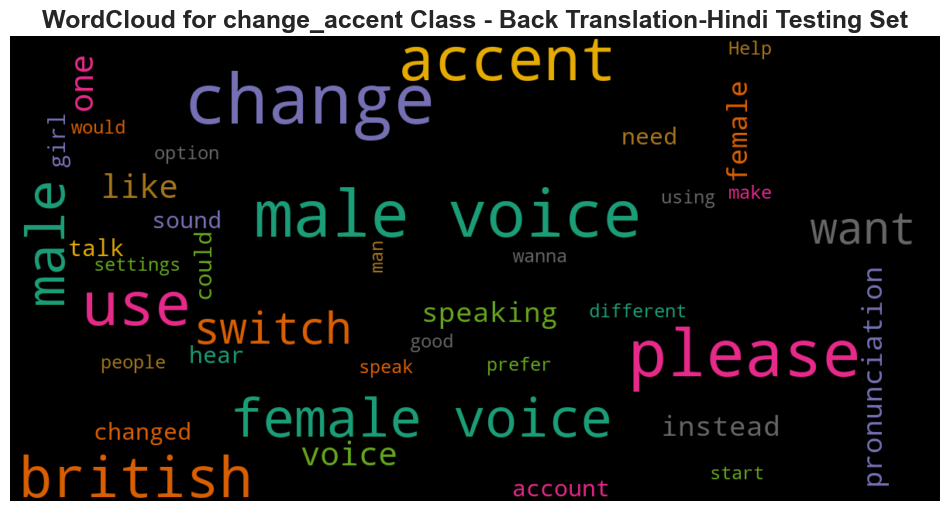 WordCloud for change_accent Class - Back Translation-Hindi Testing Set
accent
Help
one
change
female
would
girl
need
option
like
male
male voice
using
make
sound
want
talk
could
man
settings
wanna
use
pronunciation
speaking
different
switch
good
please
people
hear
speak
prefer
female voice
changed
instead
voice
british
start
account